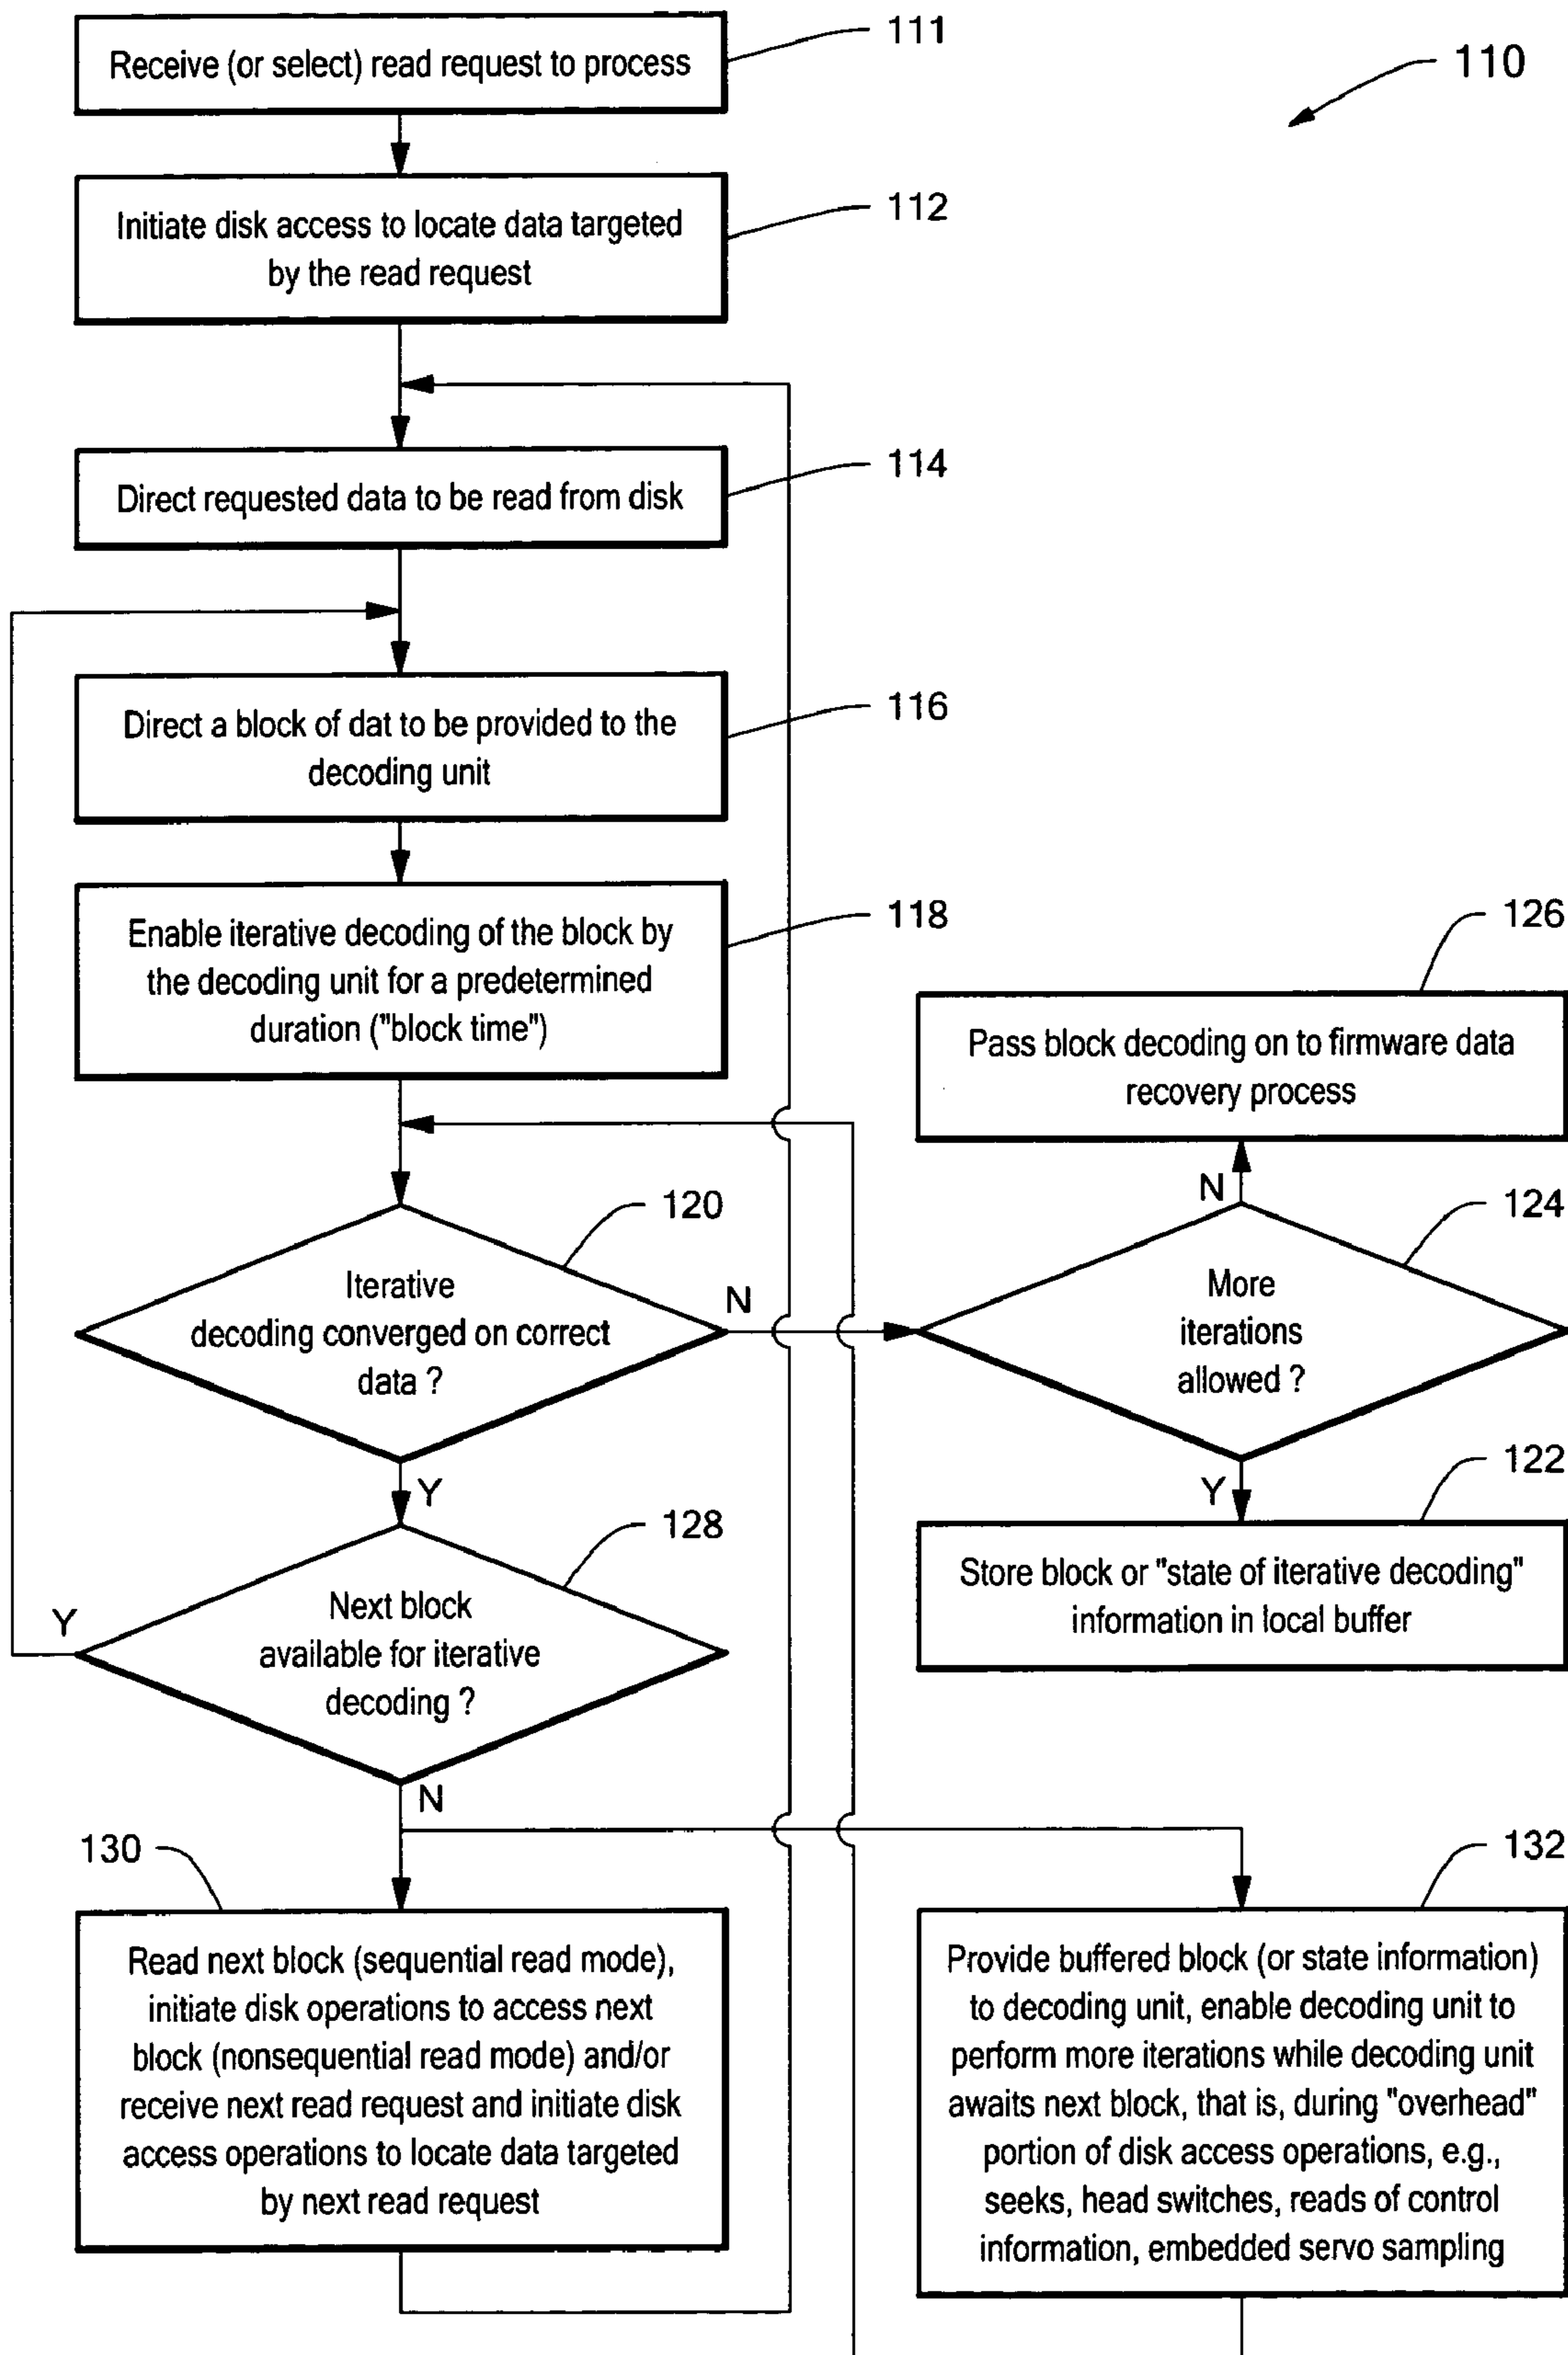 111
Receive (or select) read request to process
110
112
Initiate disk access to locate data targeted
by the read request
114
Direct requested data to be read from disk
116
Direct a block of dat to be provided to the
decoding unit
118
Enable iterative decoding of the block by
the decoding unit for a predetermined
duration ("block time")
126
Pass block decoding on to firmware data
recovery process
N
120
124
Iterative
decoding converged on correct
data ?
N
More
iterations
allowed ?
Y
Y
122
Store block or "state of iterative decoding"
information in local buffer
128
Next block
available for iterative
decoding ?
Y
N
130
Read next block (sequential read mode),
initiate disk operations to access next
block (nonsequential read mode) and/or
receive next read request and initiate disk
access operations to locate data targeted
by next read request
132
Provide buffered block (or state information)
to decoding unit, enable decoding unit to
perform more iterations while decoding unit
awaits next block, that is, during "overhead"
portion of disk access operations, e.g.,
seeks, head switches, reads of control
information, embedded servo sampling